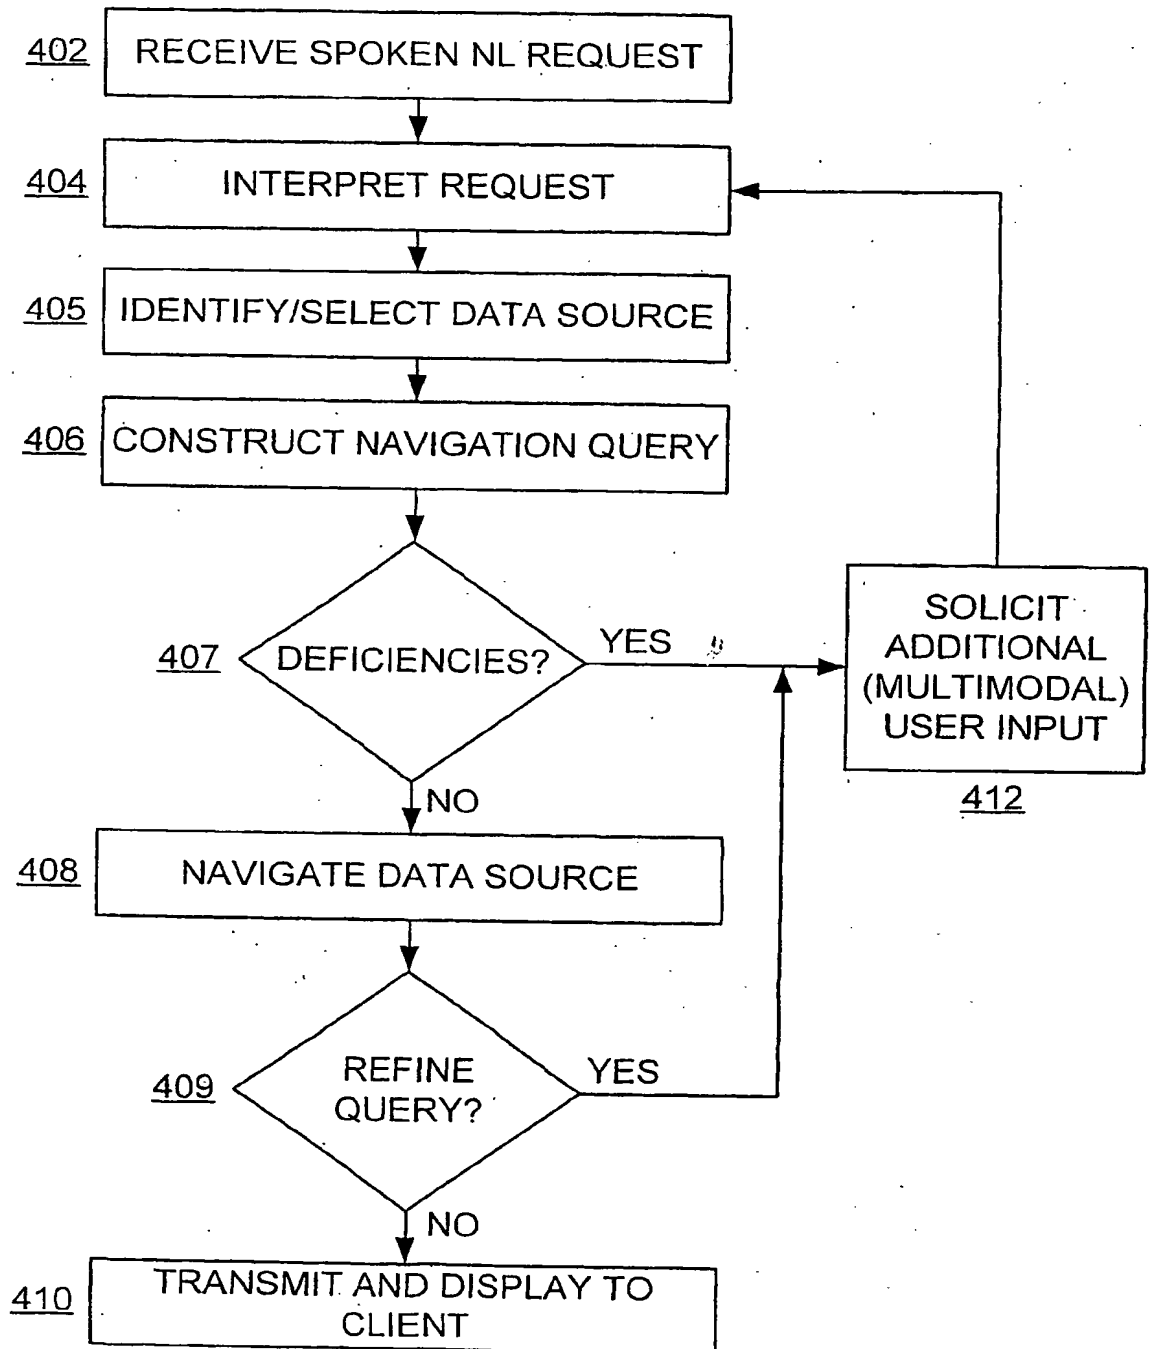 402
RECEIVE SPOKEN NL REQUEST
404
INTERPRET REQUEST
405
IDENTIFY/SELECT DATA SOURCE
406
CONSTRUCT NAVIGATION QUERY
407
DEFICIENCIES?
YES
SOLICIT
ADDITIONAL
(MULTIMODAL)
USER INPUT
412
NO
408
NAVIGATE DATA SOURCE
409
REFINE
QUERY?
YES
NO
410
TRANSMIT AND DISPLAY TO
CLIENT